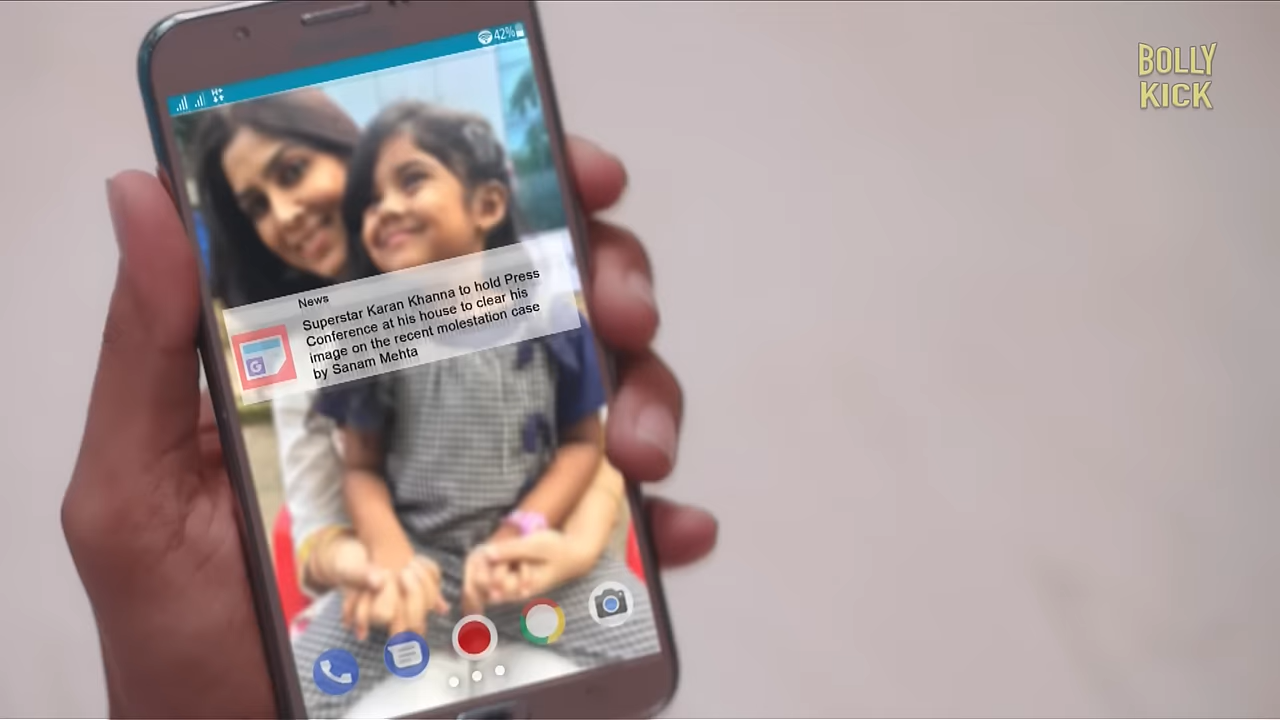 BOLLY
KICK
42%
H+
News
Superstar Karan Khanna to hold Press
Conference at his house to clear his
image on the recent molestation case
by Sanam Mehta
G